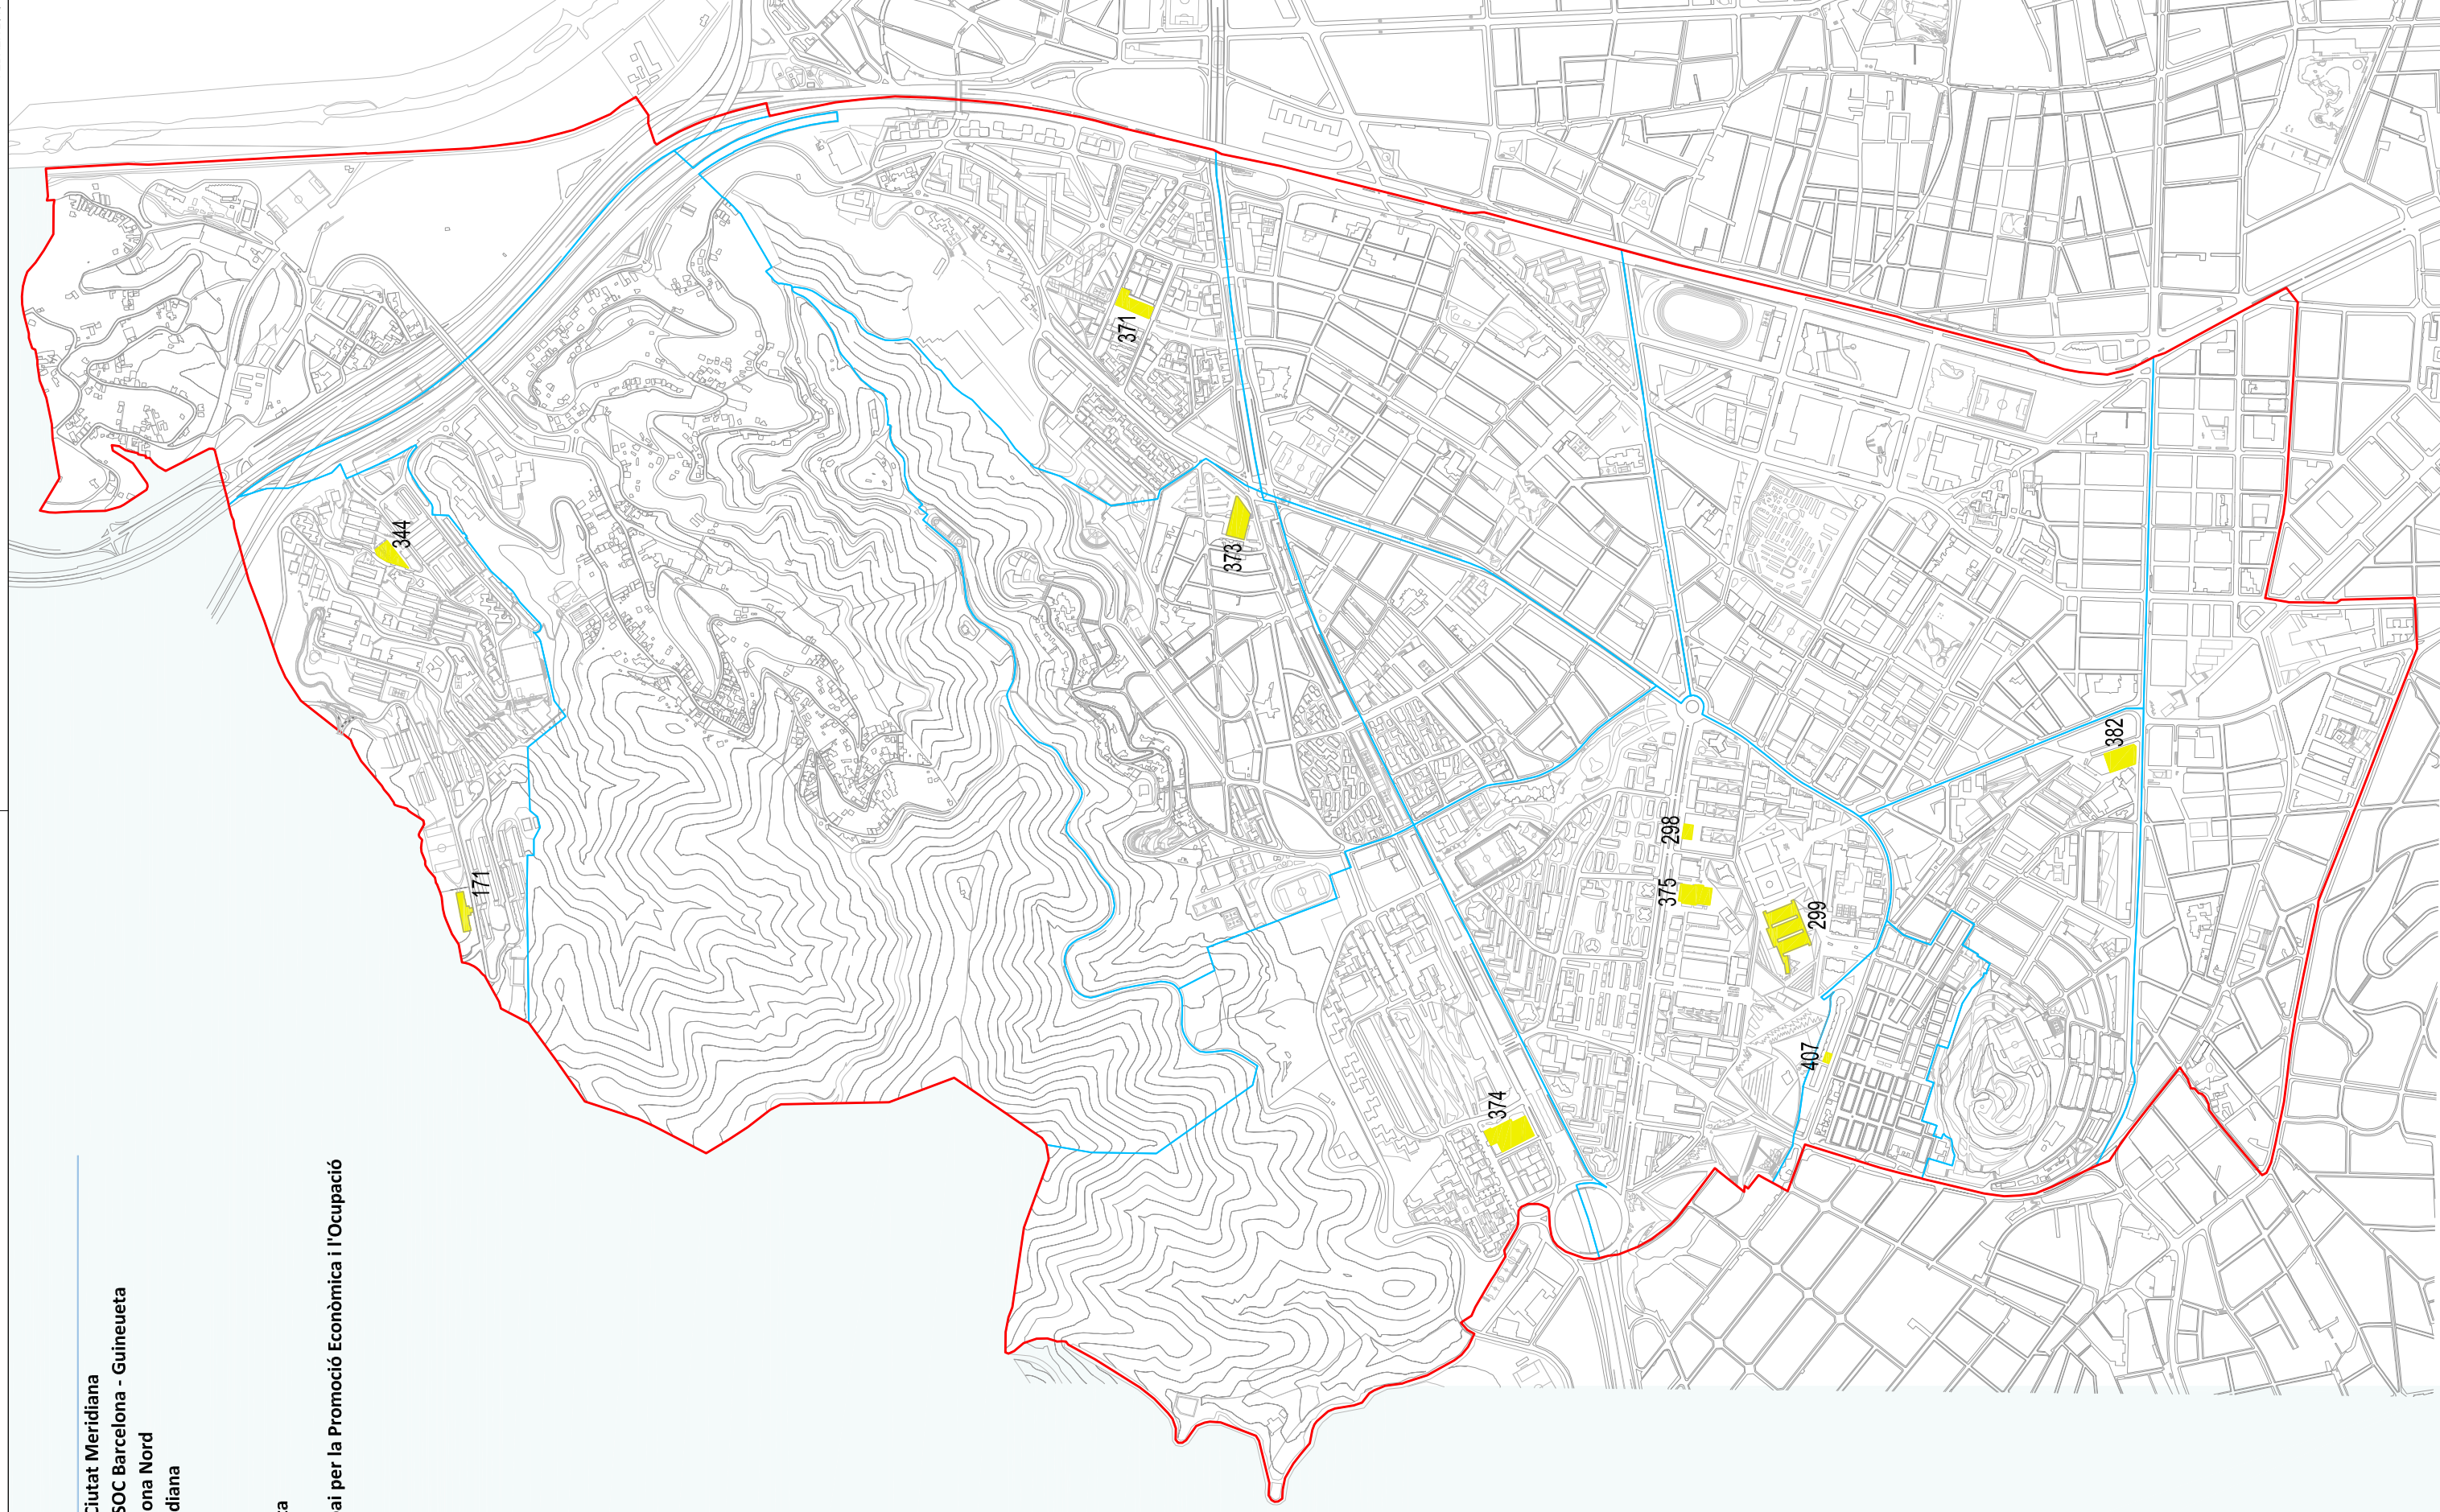 Ciutat Meridiana
SOC Barcelona - Guineueta
ona Nord
diana
a
ai per la Promoció Econòmica i l'Ocupació
344
171
371
373
374
375
298
407
299
382